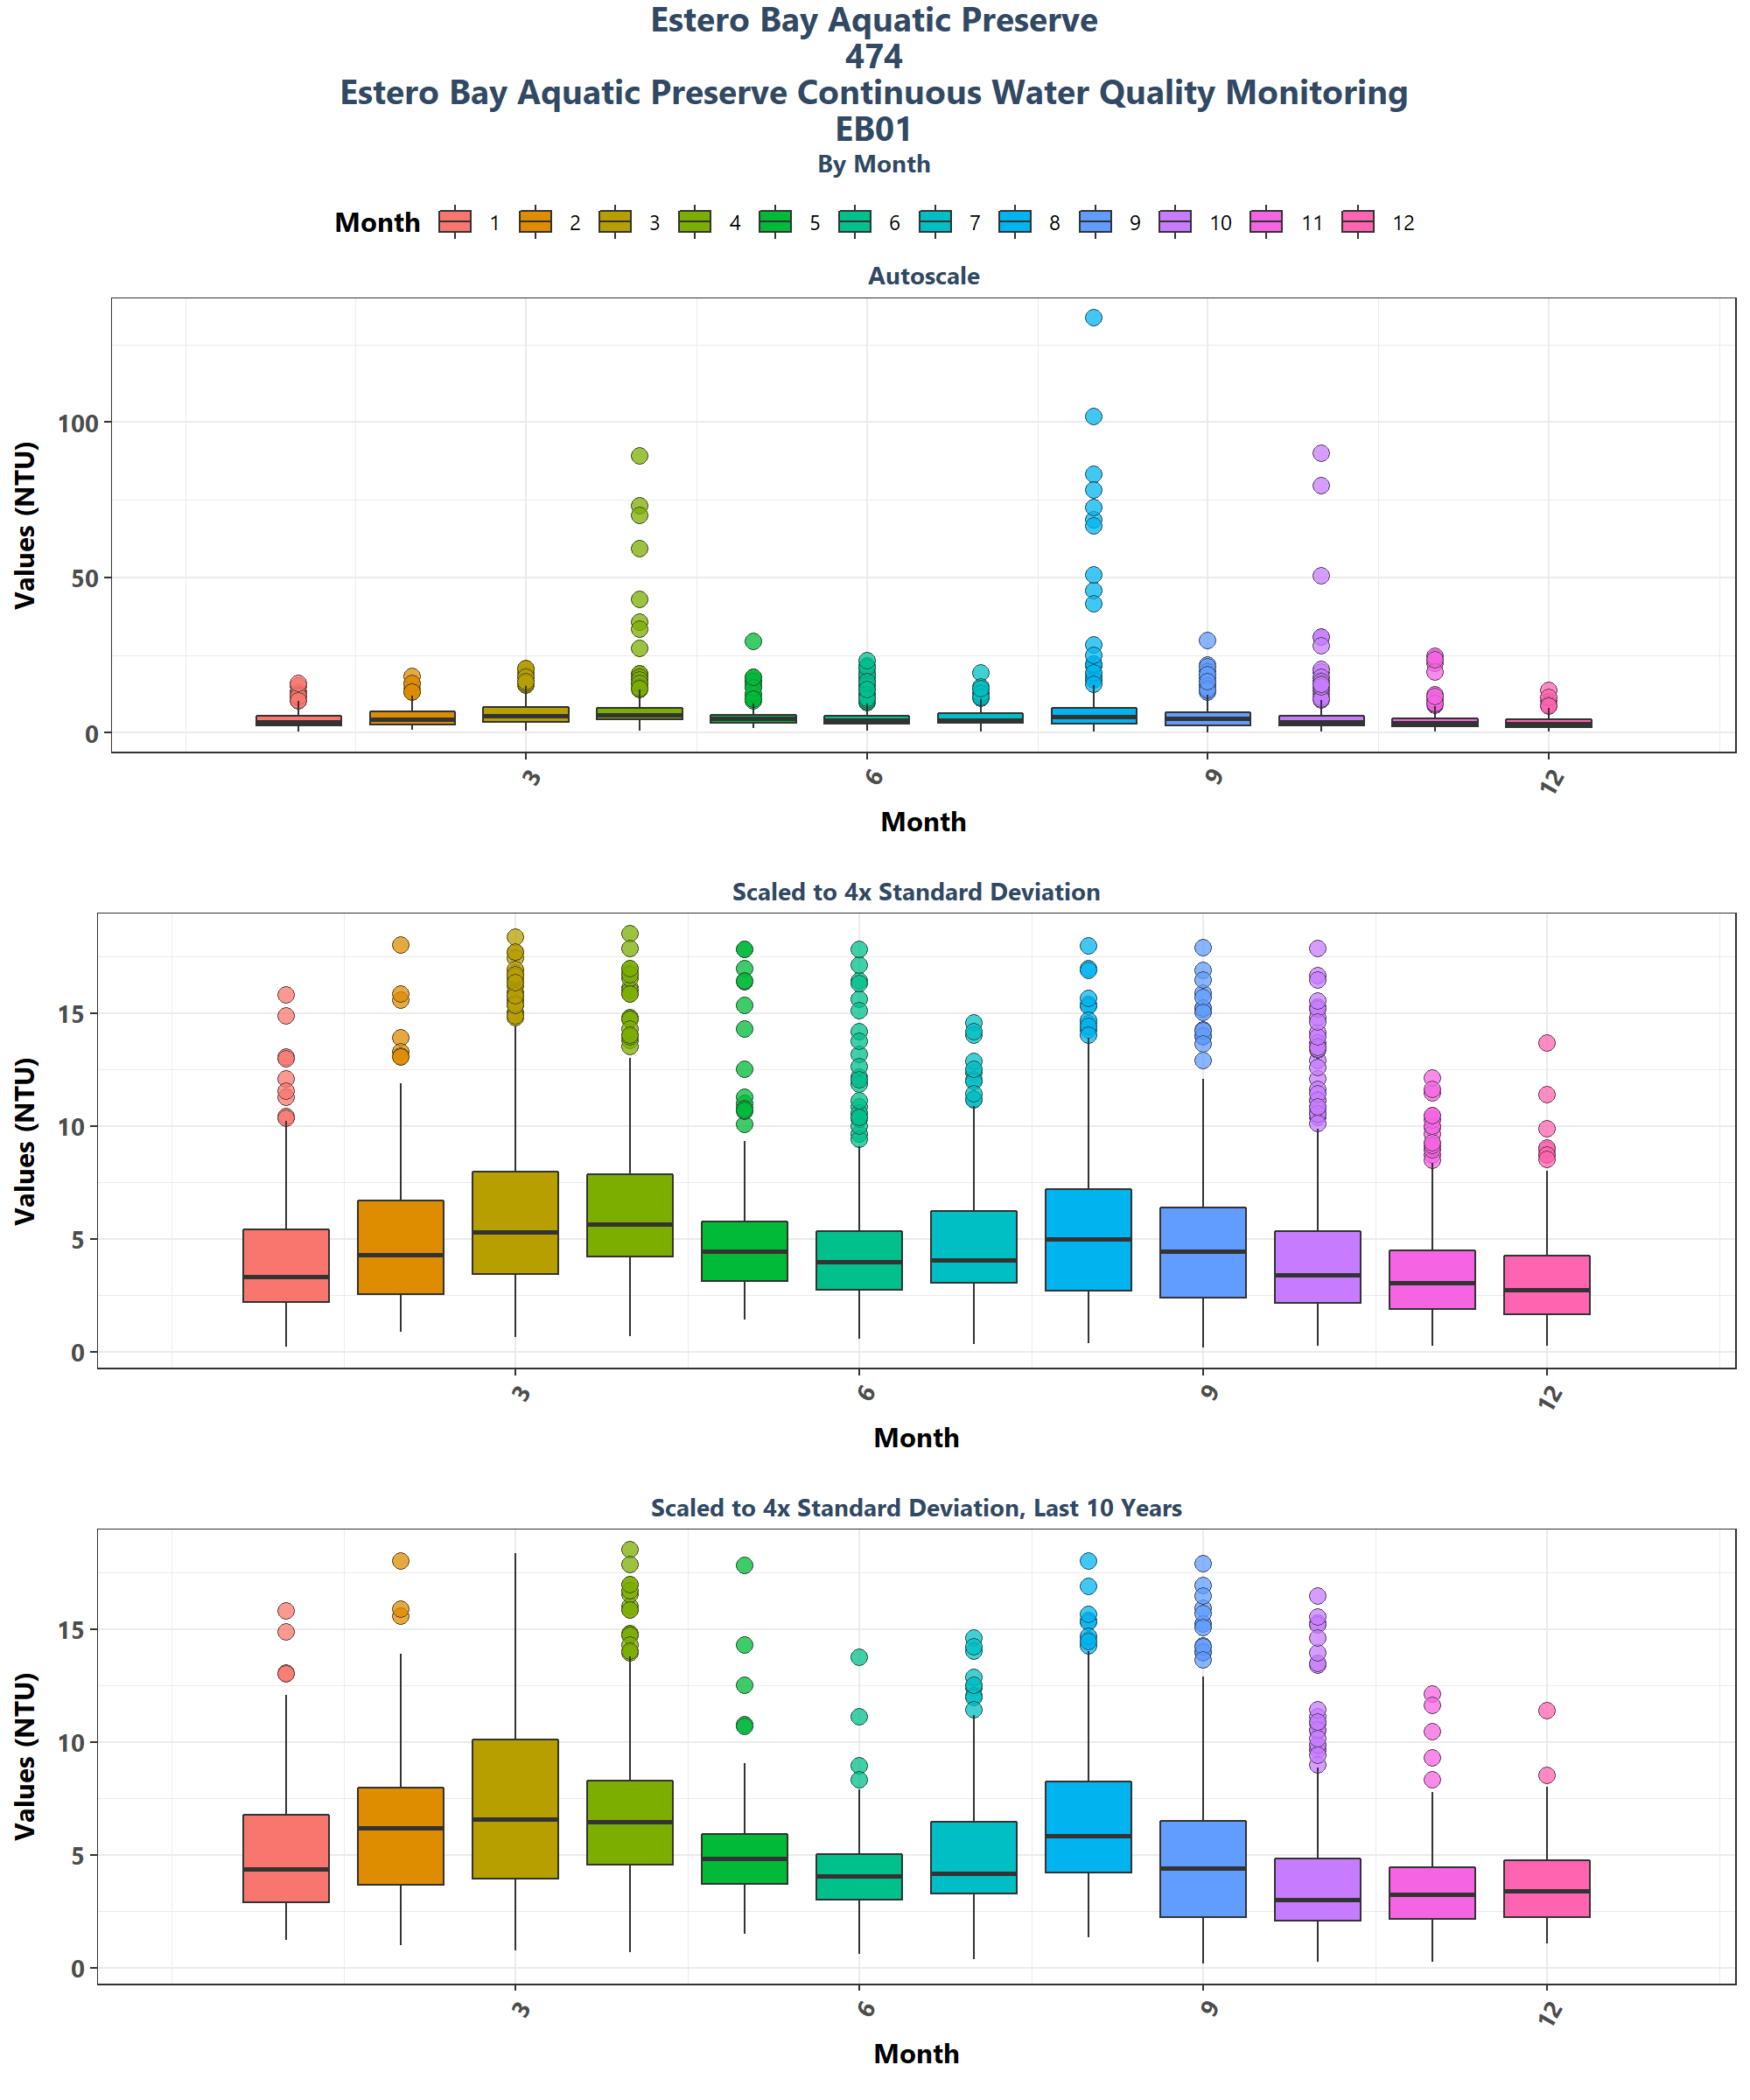 Estero Bay Aquatic Preserve
474
Estero Bay Aquatic Preserve Continuous Water Quality Monitoring
EB01
By Month
Month 1 2 3 4 5 6 7 8 9 10 11 12
Autoscale
Values (NTU)
100
50
0
3 6 9 12
Month
Scaled to 4x Standard Deviation
Values (NTU)
15
10
5
0
3 6 9 12
Month
Scaled to 4x Standard Deviation, Last 10 Years
Values (NTU)
15
10
5
0
3 6 9 12
Month